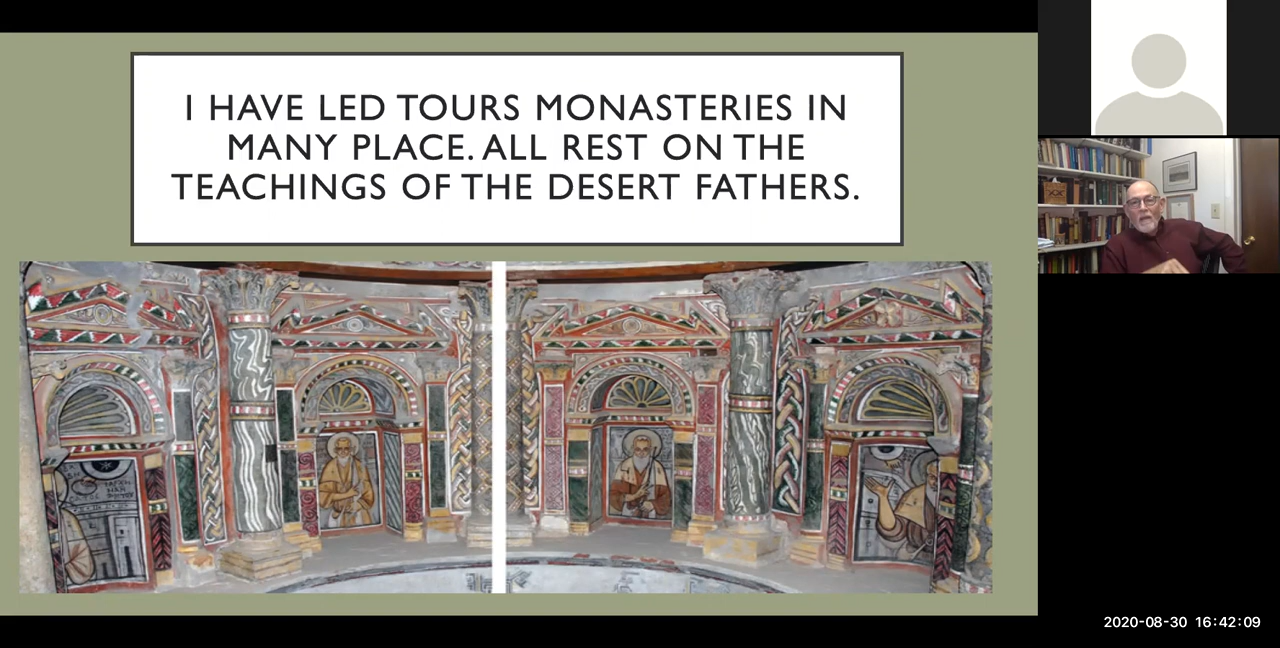 I HAVE LED TOURS MONASTERIES IN
MANY PLACE. ALL REST ON THE
TEACHINGS OF THE DESERT FATHERS.
2020-08-30 16:42:09